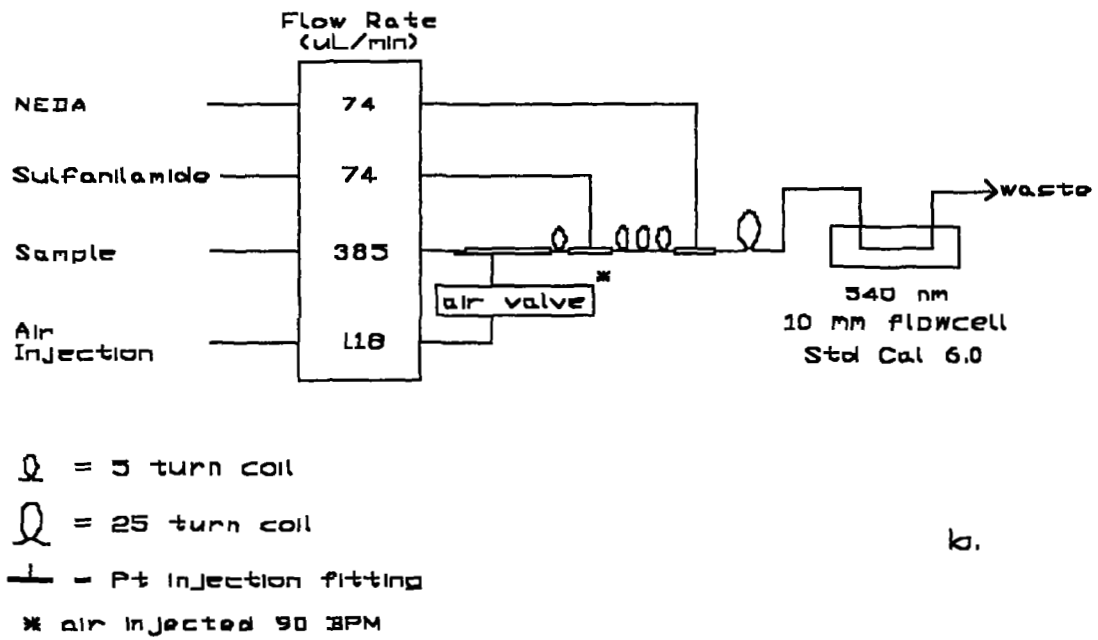 Flow Rate
(uL/min)
NEDA 74
Sulfanilamide 74
Sample 385
*
air valve
Air
Injection 118
waste
540 nm
10 mm flowcell
Std Cal 6.0
= 5 turn coil
= 25 turn coil
- Pt injection fitting
* air injected 90 BPM
b.